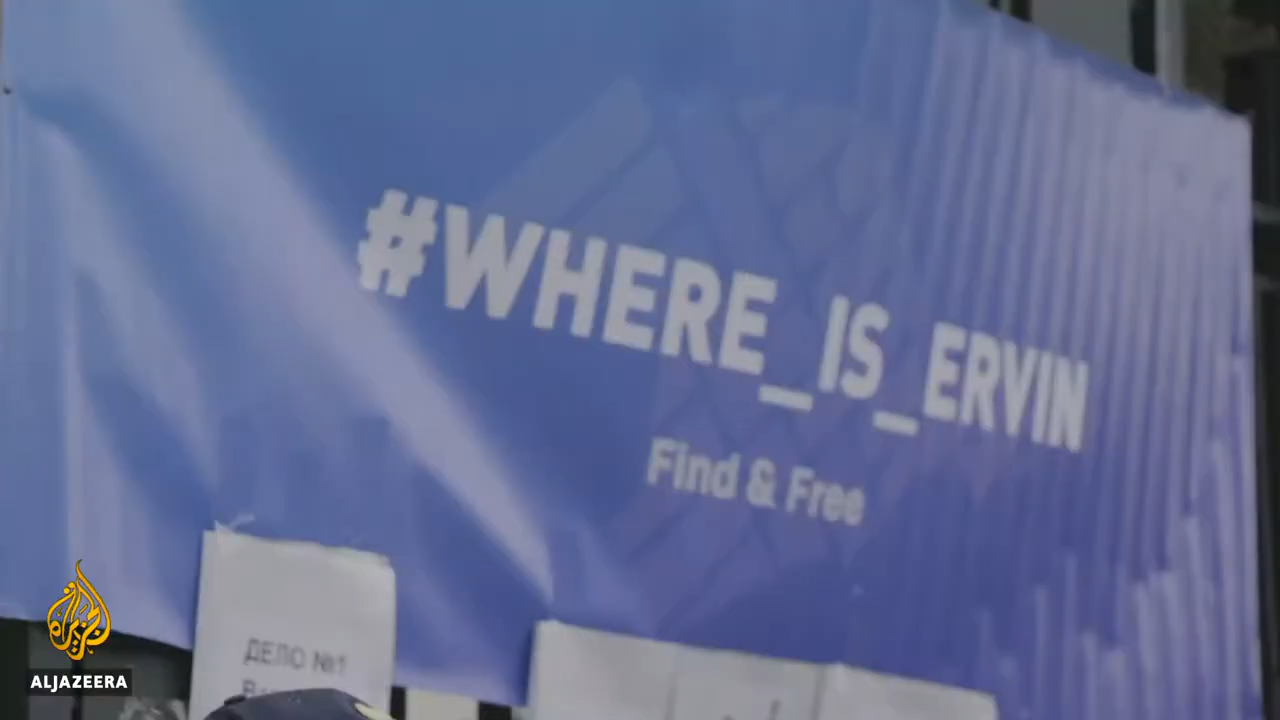 #WHERE_IS_ERVIN
Find & Free
ДЕЛО №1
ALJAZEERA